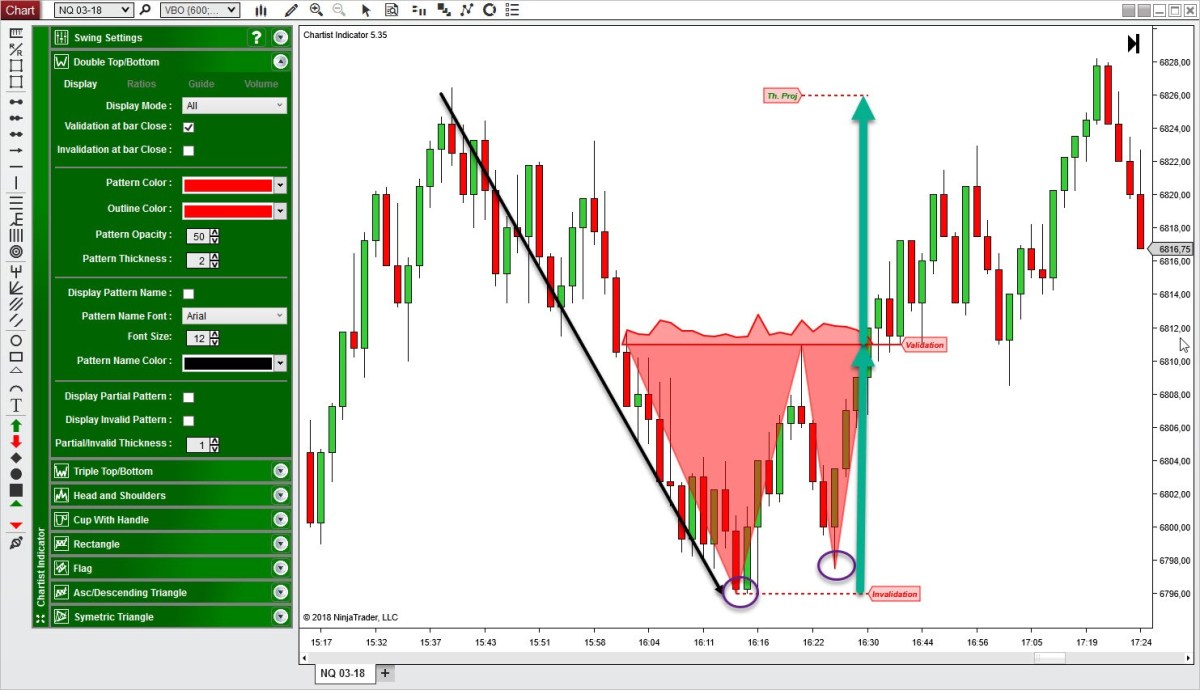 Chart
NQ 03-18
VBO (600;...
Swing Settings
?
Double Top/Bottom
Display Ratios Guide Volume
Display Mode : All
Validation at bar Close :
Invalidation at bar Close :
Pattern Color :
Outline Color :
Pattern Opacity : 50
Pattern Thickness : 2
Display Pattern Name :
Pattern Name Font : Arial
Font Size: 12
Pattern Name Color :
Display Partial Pattern :
Display Invalid Pattern :
Partial/Invalid Thickness : 1
Triple Top/Bottom
Head and Shoulders
Cup With Handle
Rectangle
Flag
Asc/Descending Triangle
Symetric Triangle
Chartist Indicator
Chartist Indicator 5.35
Th. Proj
Validation
Invalidation
6828,00
6826,00
6824,00
6822,00
6820,00
6818,00
6816,75
6816,00
6814,00
6812,00
6810,00
6808,00
6806,00
6804,00
6802,00
6800,00
6798,00
6796,00
© 2018 NinjaTrader, LLC
15:17 15:32 15:37 15:43 15:51 15:58 16:04 16:11 16:16 16:22 16:30 16:44 16:56 17:05 17:19 17:24
NQ 03-18 +